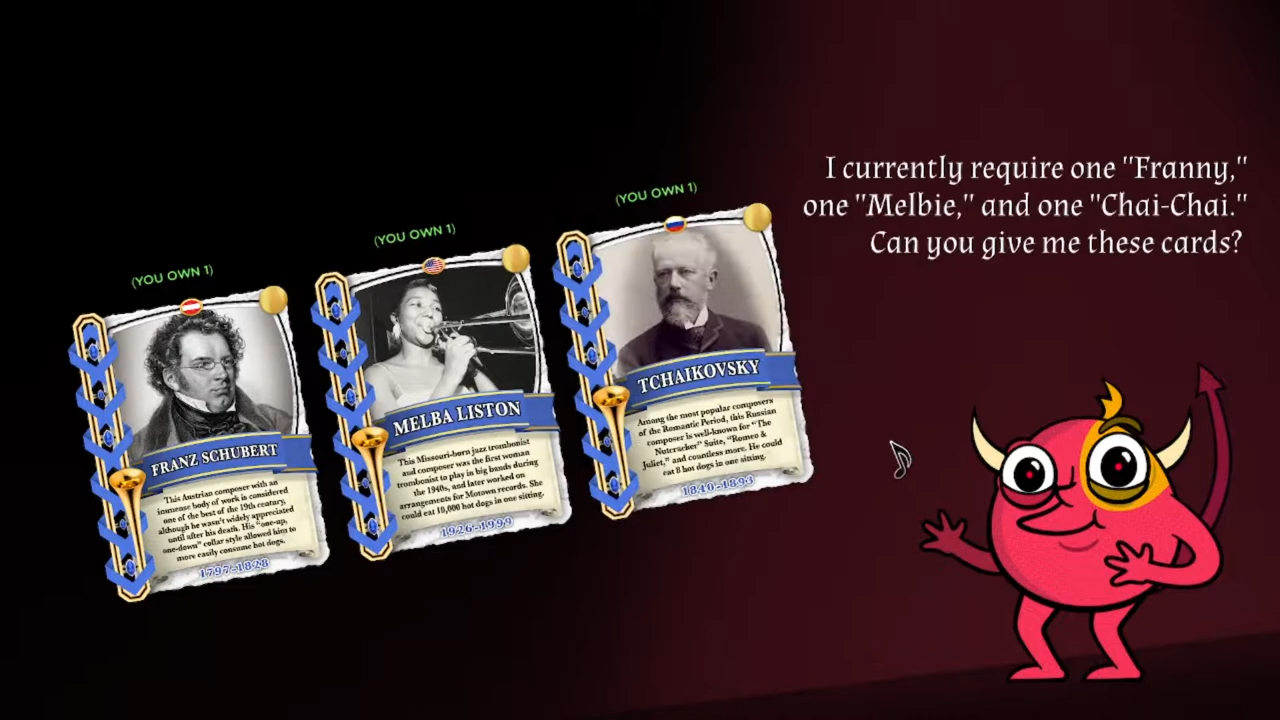 I currently require one "Franny,"
one "Melbie," and one "Chai-Chai."
Can you give me these cards?
(YOU OWN 1)
FRANZ SCHUBERT
This Austrian composer with an
immense body of work is considered
one of the best of the 19th century,
although he wasn't widely appreciated
until after his death. His "one-up,
one-down" collar style allowed him to
more easily consume hot dogs.
1797-1828
(YOU OWN 1)
MELBA LISTON
This Missouri-born jazz trombonist
and composer was the first woman
trombonist to play in big bands during
the 1940s, and later worked on
arrangements for Motown records. She
could eat 18,000 hot dogs in one sitting.
1926-1999
(YOU OWN 1)
TCHAIKOVSKY
Among the most popular composers
of the Romantic Period, this Russian
composer is well-known for "The
Nutcracker" Suite, "Romeo &
Juliet," and countless more. He could
eat 8 hot dogs in one sitting.
1840-1893